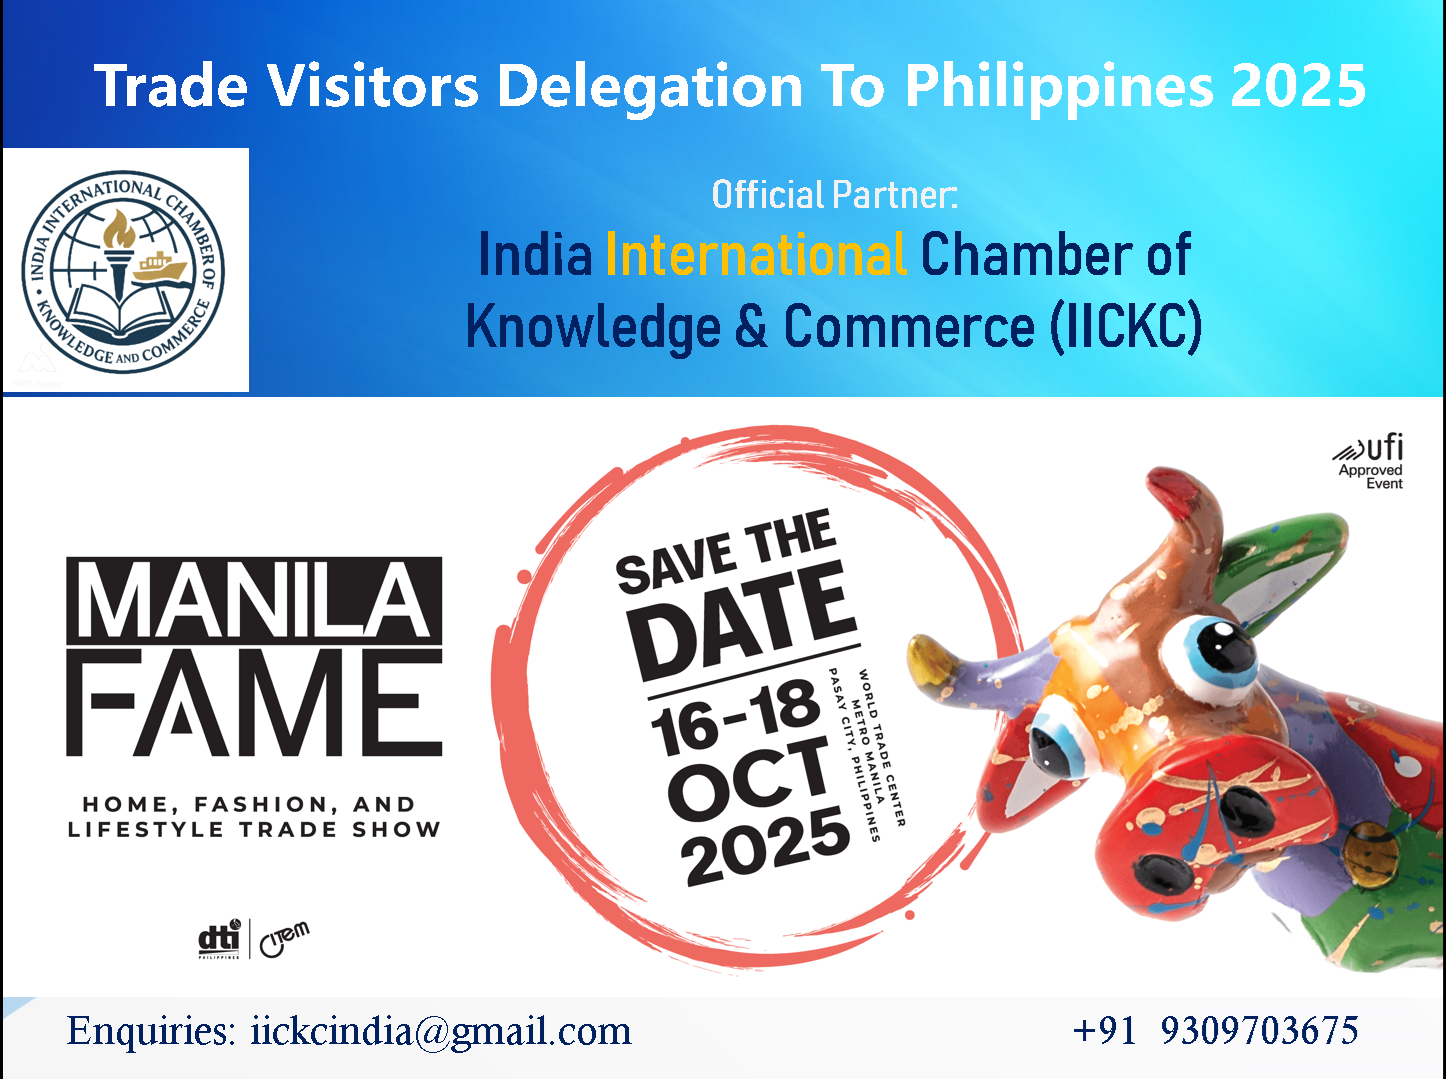 Trade Visitors Delegation To Philippines 2025
INDIA INTERNATIONAL CHAMBER OF
• KNOWLEDGE AND COMMERCE •
Official Partner:
India International Chamber of
Knowledge & Commerce (IICKC)
ufi
Approved
Event
MANILA
FAME
HOME, FASHION, AND
LIFESTYLE TRADE SHOW
SAVE THE
DATE
16-18
OCT
2025
WORLD TRADE CENTER
METRO MANILA
PASAY CITY, PHILIPPINES
dti
PHILIPPINES
CITEM
Enquiries: iickcindia@gmail.com
+91 9309703675